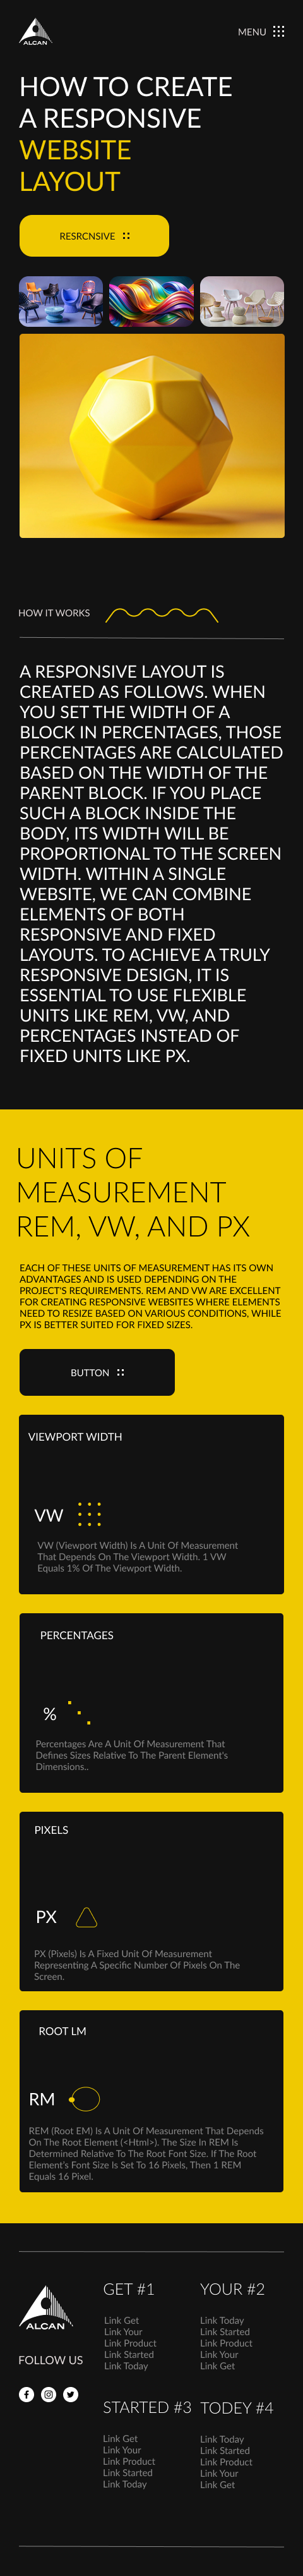 ALCAN
MENU
HOW TO CREATE
A RESPONSIVE
WEBSITE
LAYOUT
RESRCNSIVE
HOW IT WORKS
A RESPONSIVE LAYOUT IS
CREATED AS FOLLOWS. WHEN
YOU SET THE WIDTH OF A
BLOCK IN PERCENTAGES, THOSE
PERCENTAGES ARE CALCULATED
BASED ON THE WIDTH OF THE
PARENT BLOCK. IF YOU PLACE
SUCH A BLOCK INSIDE THE
BODY, ITS WIDTH WILL BE
PROPORTIONAL TO THE SCREEN
WIDTH. WITHIN A SINGLE
WEBSITE, WE CAN COMBINE
ELEMENTS OF BOTH
RESPONSIVE AND FIXED
LAYOUTS. TO ACHIEVE A TRULY
RESPONSIVE DESIGN, IT IS
ESSENTIAL TO USE FLEXIBLE
UNITS LIKE REM, VW, AND
PERCENTAGES INSTEAD OF
FIXED UNITS LIKE PX.
UNITS OF
MEASUREMENT
REM, VW, AND PX
EACH OF THESE UNITS OF MEASUREMENT HAS ITS OWN
ADVANTAGES AND IS USED DEPENDING ON THE
PROJECT'S REQUIREMENTS. REM AND VW ARE EXCELLENT
FOR CREATING RESPONSIVE WEBSITES WHERE ELEMENTS
NEED TO RESIZE BASED ON VARIOUS CONDITIONS, WHILE
PX IS BETTER SUITED FOR FIXED SIZES.
BUTTON
VIEWPORT WIDTH
VW
VW (Viewport Width) Is A Unit Of Measurement
That Depends On The Viewport Width. 1 VW
Equals 1% Of The Viewport Width.
PERCENTAGES
%
Percentages Are A Unit Of Measurement That
Defines Sizes Relative To The Parent Element's
Dimensions..
PIXELS
PX
PX (Pixels) Is A Fixed Unit Of Measurement
Representing A Specific Number Of Pixels On The
Screen.
ROOT LM
RM
REM (Root EM) Is A Unit Of Measurement That Depends
On The Root Element (<Html>). The Size In REM Is
Determined Relative To The Root Font Size. If The Root
Element's Font Size Is Set To 16 Pixels, Then 1 REM
Equals 16 Pixel.
ALCAN
FOLLOW US
GET #1
Link Get
Link Your
Link Product
Link Started
Link Today
YOUR #2
Link Today
Link Started
Link Product
Link Your
Link Get
STARTED #3
Link Get
Link Your
Link Product
Link Started
Link Today
TODEY #4
Link Today
Link Started
Link Product
Link Your
Link Get